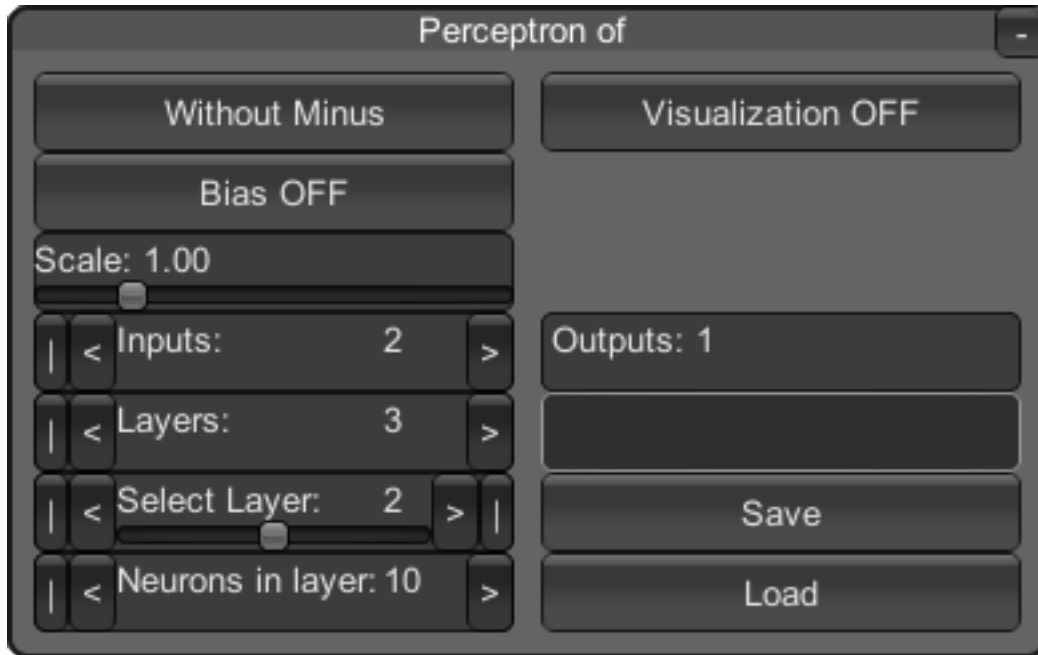 Perceptron of
-
Without Minus
Visualization OFF
Bias OFF
Scale: 1.00
| < Inputs: 2 >
Outputs: 1
| < Layers: 3 >
| < Select Layer: 2 > |
Save
| < Neurons in layer: 10 >
Load